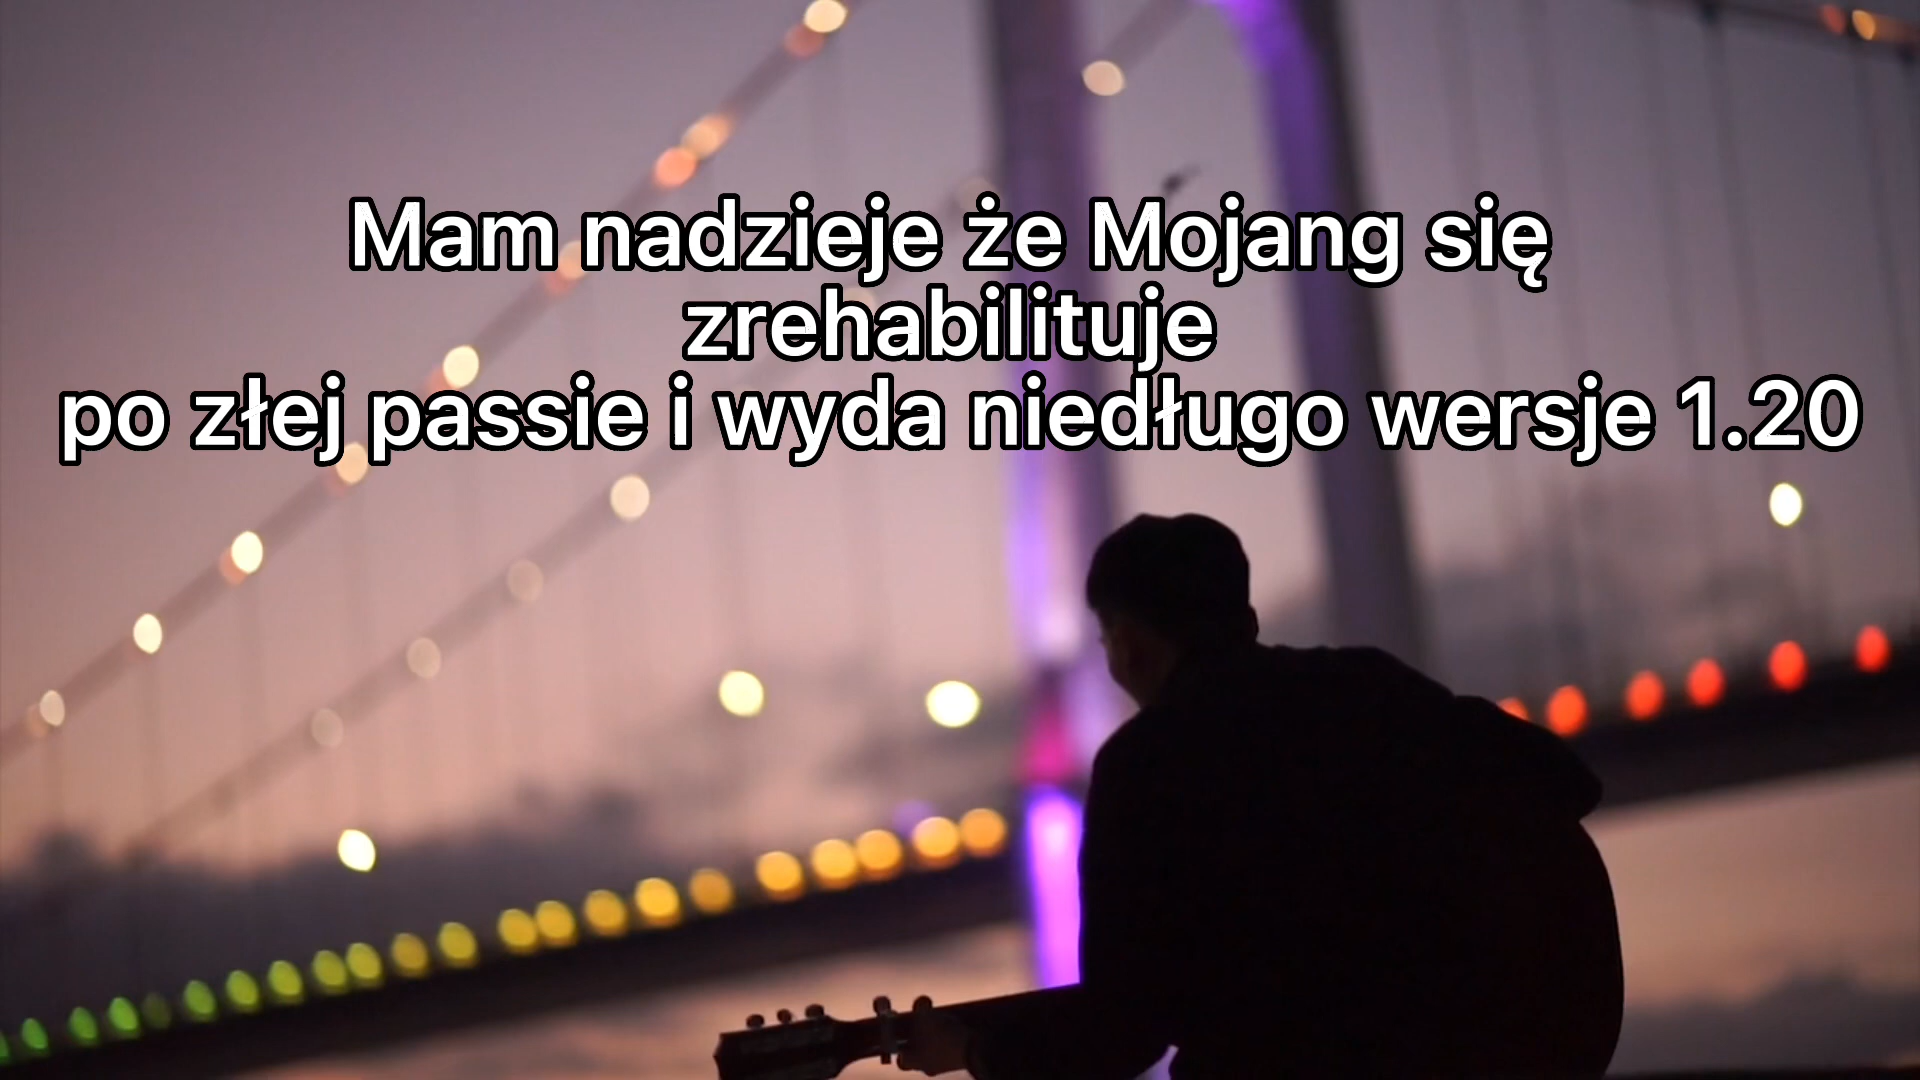 Mam nadzieje że Mojang się
zrehabilituje
po złej passie i wyda niedługo wersje 1.20